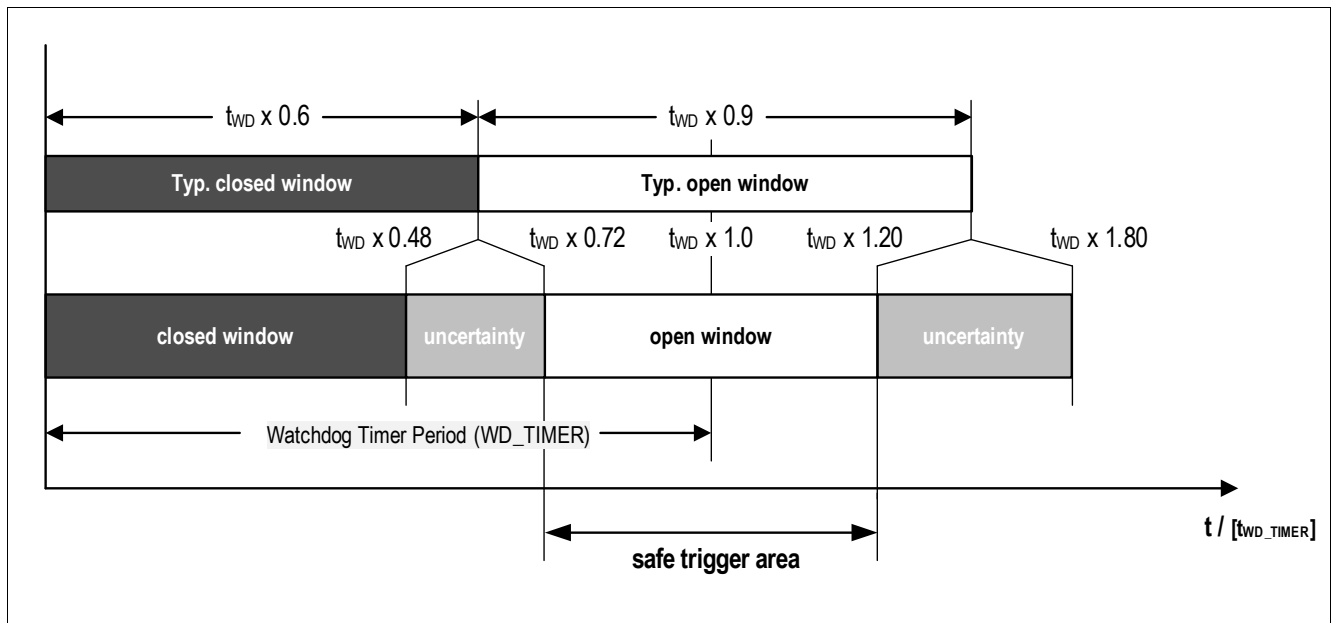 tWD x 0.6
tWD x 0.9
Typ. closed window
Typ. open window
tWD x 0.48
tWD x 0.72
tWD x 1.0
tWD x 1.20
tWD x 1.80
closed window
uncertainty
open window
uncertainty
Watchdog Timer Period (WD_TIMER)
t / [tWD_TIMER]
safe trigger area